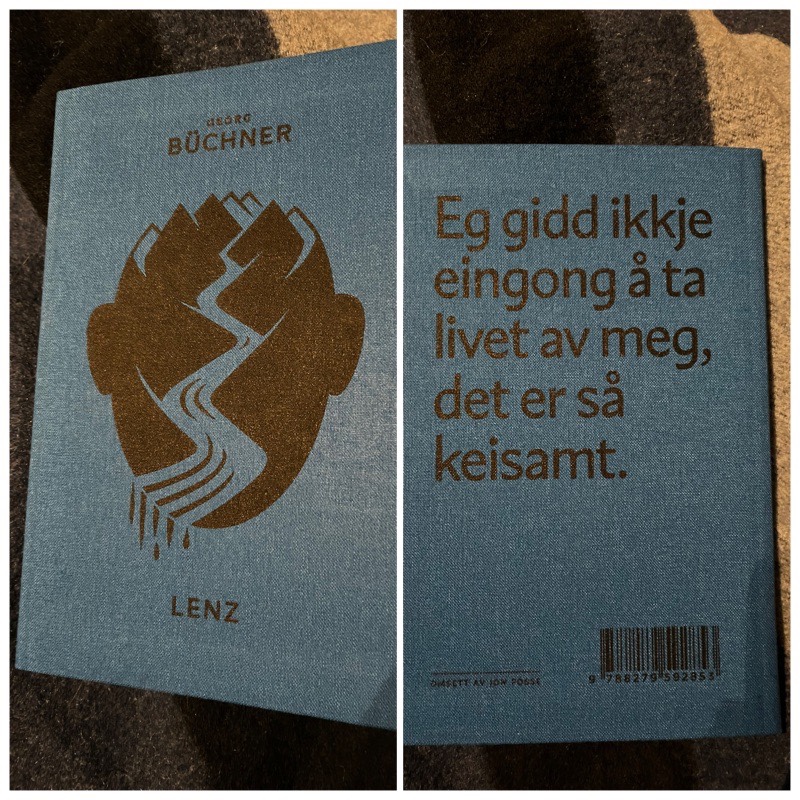 GEORG
BÜCHNER
LENZ
Eg gidd ikkje
eingong å ta
livet av meg,
det er så
keisamt.
OMSETT AV JON FOSSE
9 788279 592853